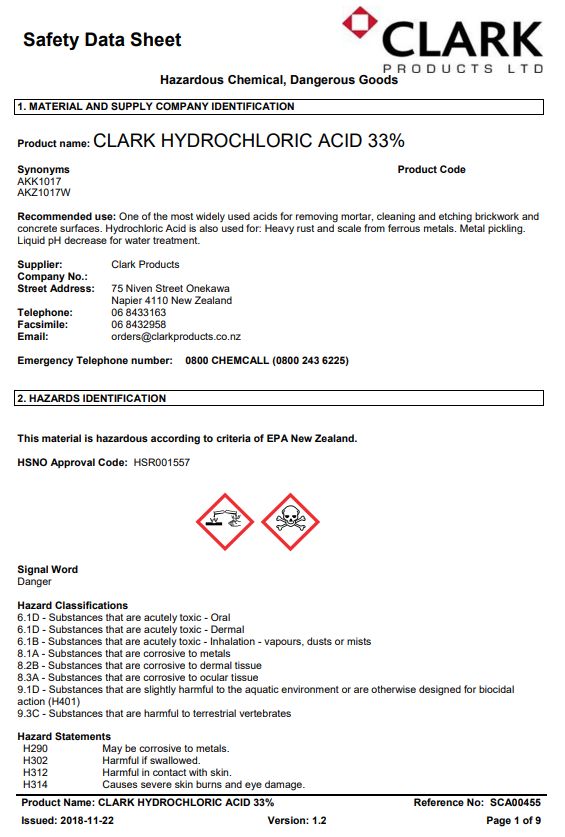 Safety Data Sheet
CLARK
PRODUCTS LTD
Hazardous Chemical, Dangerous Goods
1. MATERIAL AND SUPPLY COMPANY IDENTIFICATION
Product name: CLARK HYDROCHLORIC ACID 33%
Synonyms Product Code
AKK1017
AKZ1017W
Recommended use: One of the most widely used acids for removing mortar, cleaning and etching brickwork and
concrete surfaces. Hydrochloric Acid is also used for: Heavy rust and scale from ferrous metals. Metal pickling.
Liquid pH decrease for water treatment.
Supplier: Clark Products
Company No.:
Street Address: 75 Niven Street Onekawa
Napier 4110 New Zealand
Telephone: 06 8433163
Facsimile: 06 8432958
Email: orders@clarkproducts.co.nz
Emergency Telephone number: 0800 CHEMCALL (0800 243 6225)
2. HAZARDS IDENTIFICATION
This material is hazardous according to criteria of EPA New Zealand.
HSNO Approval Code: HSR001557
Signal Word
Danger
Hazard Classifications
6.1D - Substances that are acutely toxic - Oral
6.1D - Substances that are acutely toxic - Dermal
6.1B - Substances that are acutely toxic - Inhalation - vapours, dusts or mists
8.1A - Substances that are corrosive to metals
8.2B - Substances that are corrosive to dermal tissue
8.3A - Substances that are corrosive to ocular tissue
9.1D - Substances that are slightly harmful to the aquatic environment or are otherwise designed for biocidal
action (H401)
9.3C - Substances that are harmful to terrestrial vertebrates
Hazard Statements
H290 May be corrosive to metals.
H302 Harmful if swallowed.
H312 Harmful in contact with skin.
H314 Causes severe skin burns and eye damage.
Product Name: CLARK HYDROCHLORIC ACID 33% Reference No: SCA00455
Issued: 2018-11-22 Version: 1.2 Page 1 of 9